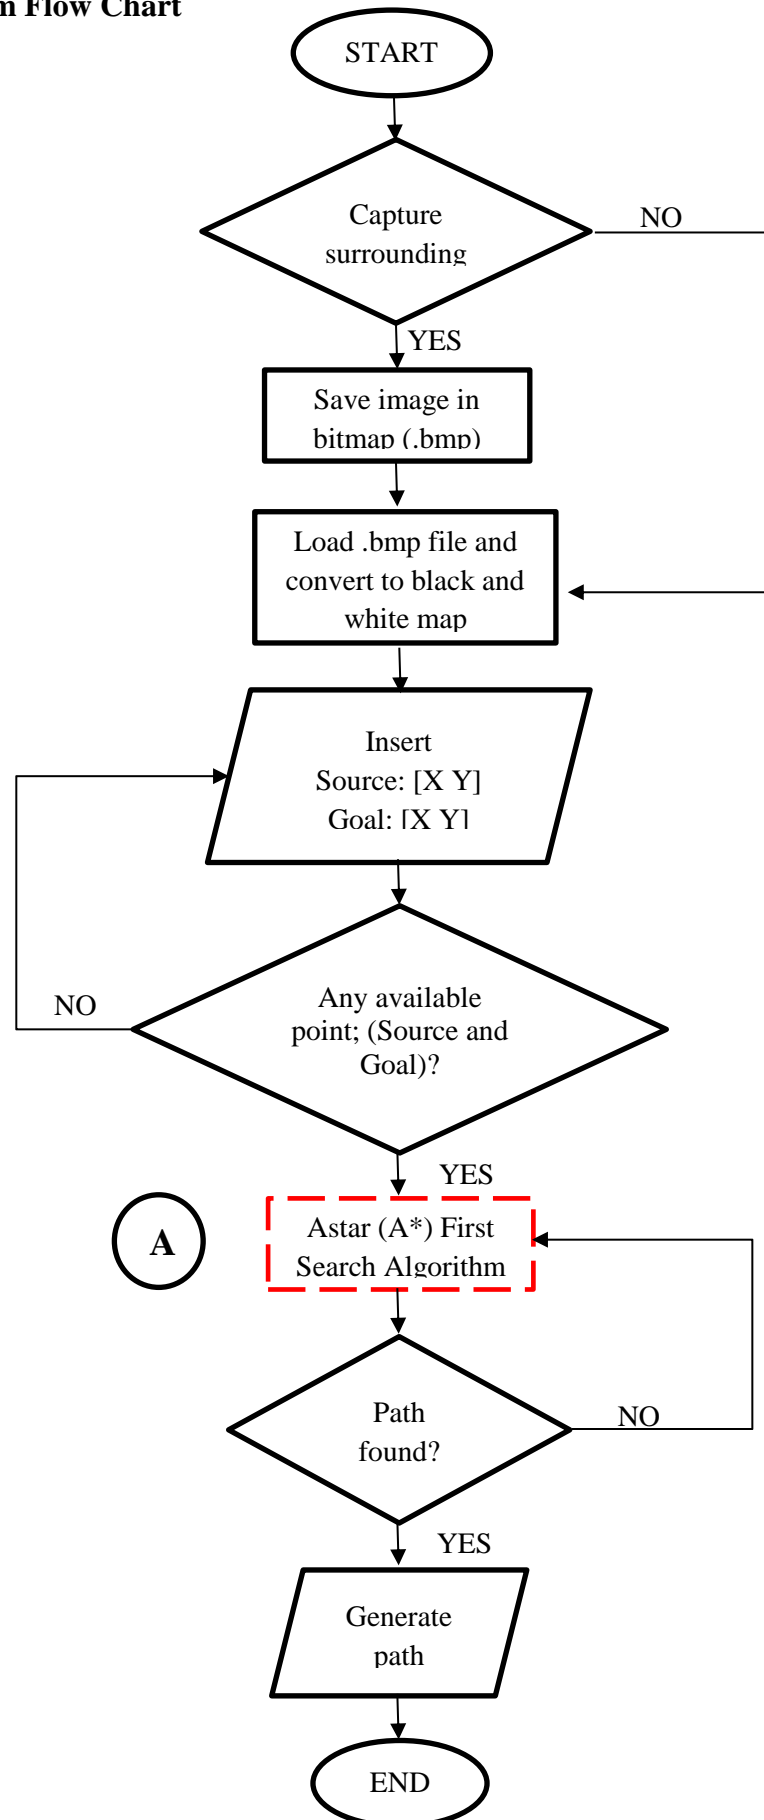 m Flow Chart
START
Capture
surrounding
NO
YES
Save image in
bitmap (.bmp)
Load .bmp file and
convert to black and
white map
Insert
Source: [X Y]
Goal: [X Y]
NO
Any available
point; (Source and
Goal)?
YES
A
Astar (A*) First
Search Algorithm
Path
found?
NO
YES
Generate
path
END